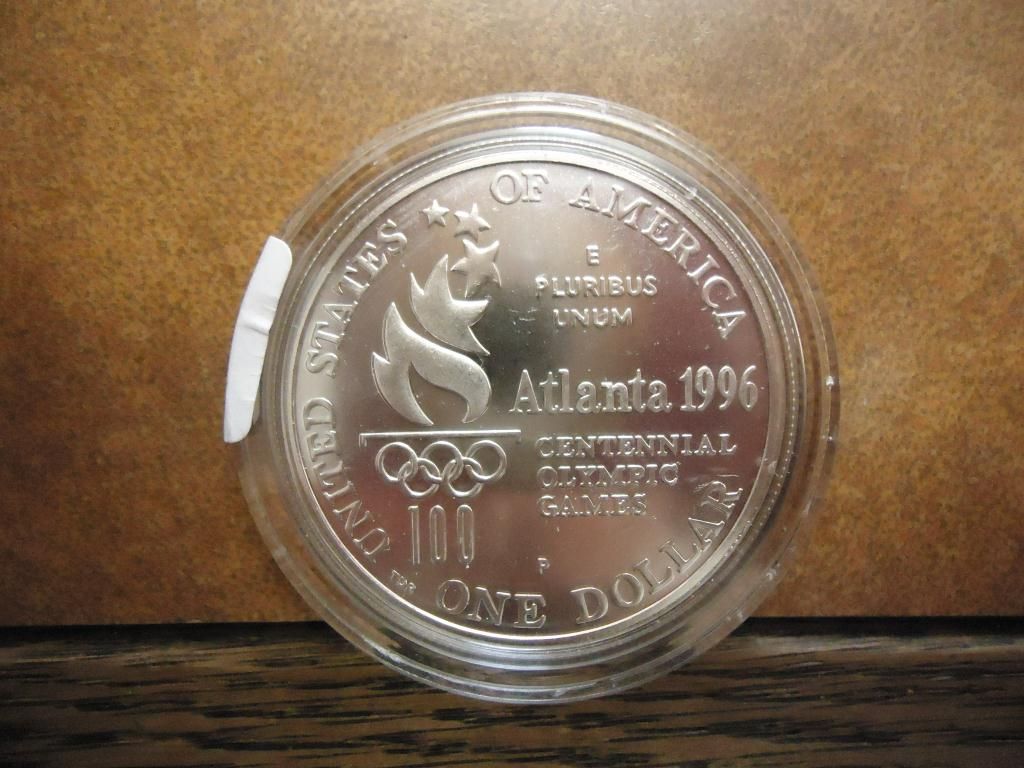 UNITED STATES OF AMERICA
E
PLURIBUS
UNUM
Atlanta 1996
CENTENNIAL
OLYMPIC
GAMES
100
P
ONE DOLLAR